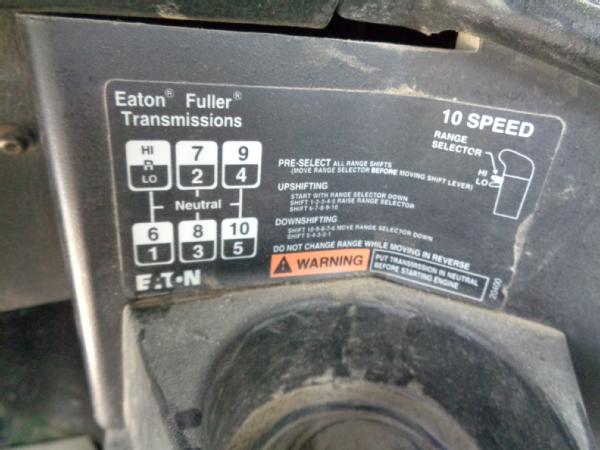 Eaton® Fuller®
Transmissions
10 SPEED
RANGE
SELECTOR
HI
LO
HI
R
LO
7
2
9
4
Neutral
6
1
8
3
10
5
EATON
PRE-SELECT ALL RANGE SHIFTS
(MOVE RANGE SELECTOR BEFORE MOVING SHIFT LEVER)
UPSHIFTING
START WITH RANGE SELECTOR DOWN
SHIFT 1-2-3-4-5 RAISE RANGE SELECTOR
SHIFT 6-7-8-9-10
DOWNSHIFTING
SHIFT 10-9-8-7-6 MOVE RANGE SELECTOR DOWN
SHIFT 5-4-3-2-1
DO NOT CHANGE RANGE WHILE MOVING IN REVERSE
WARNING
PUT TRANSMISSION IN NEUTRAL
BEFORE STARTING ENGINE
20400